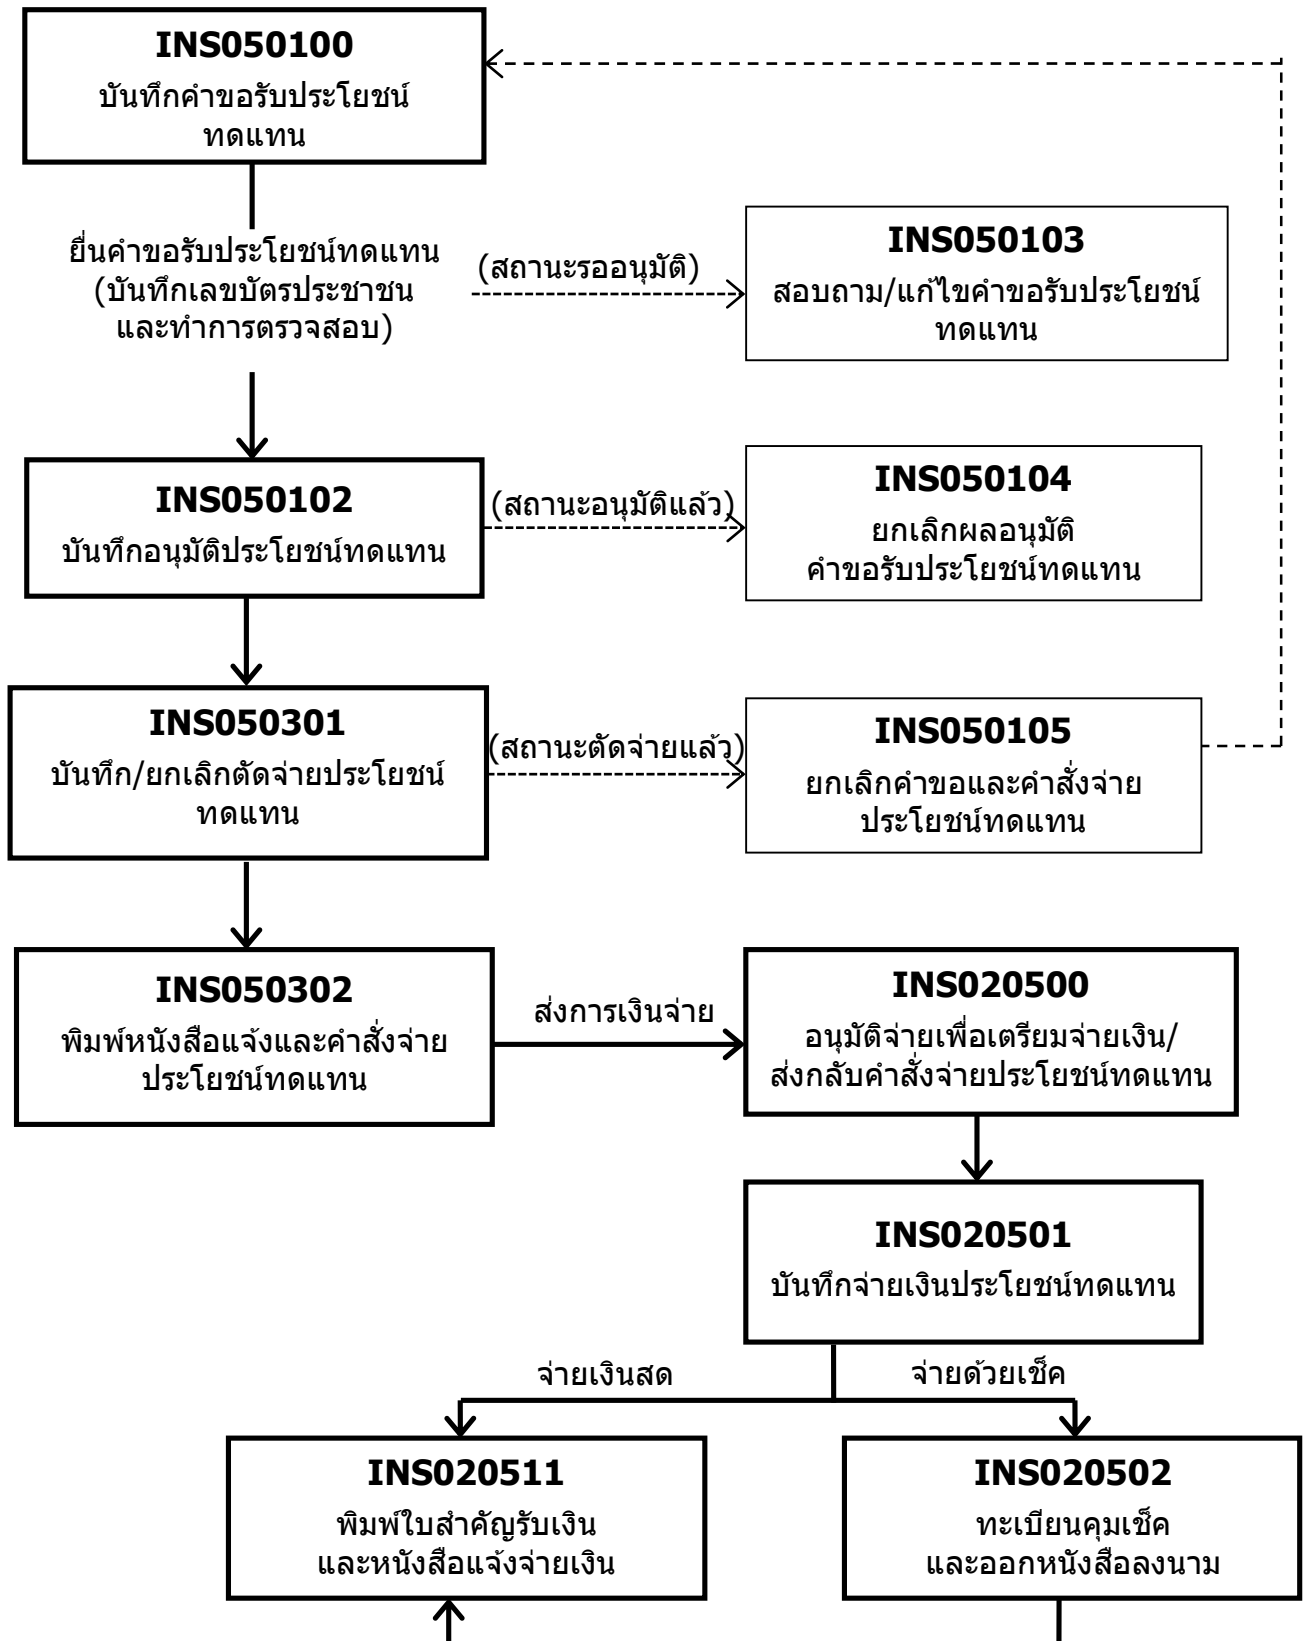 INS050100
บันทึกคำขอรับประโยชน์
ทดแทน
ยื่นคำขอรับประโยชน์ทดแทน
(บันทึกเลขบัตรประชาชน
และทำการตรวจสอบ)
(สถานะรออนุมัติ)
INS050103
สอบถาม/แก้ไขคำขอรับประโยชน์
ทดแทน
INS050102
บันทึกอนุมัติประโยชน์ทดแทน
(สถานะอนุมัติแล้ว)
INS050104
ยกเลิกผลอนุมัติ
คำขอรับประโยชน์ทดแทน
INS050301
บันทึก/ยกเลิกตัดจ่ายประโยชน์
ทดแทน
(สถานะตัดจ่ายแล้ว)
INS050105
ยกเลิกคำขอและคำสั่งจ่าย
ประโยชน์ทดแทน
INS050302
พิมพ์หนังสือแจ้งและคำสั่งจ่าย
ประโยชน์ทดแทน
ส่งการเงินจ่าย
INS020500
อนุมัติจ่ายเพื่อเตรียมจ่ายเงิน/
ส่งกลับคำสั่งจ่ายประโยชน์ทดแทน
INS020501
บันทึกจ่ายเงินประโยชน์ทดแทน
จ่ายเงินสด
จ่ายด้วยเช็ค
INS020511
พิมพ์ใบสำคัญรับเงิน
และหนังสือแจ้งจ่ายเงิน
INS020502
ทะเบียนคุมเช็ค
และออกหนังสือลงนาม